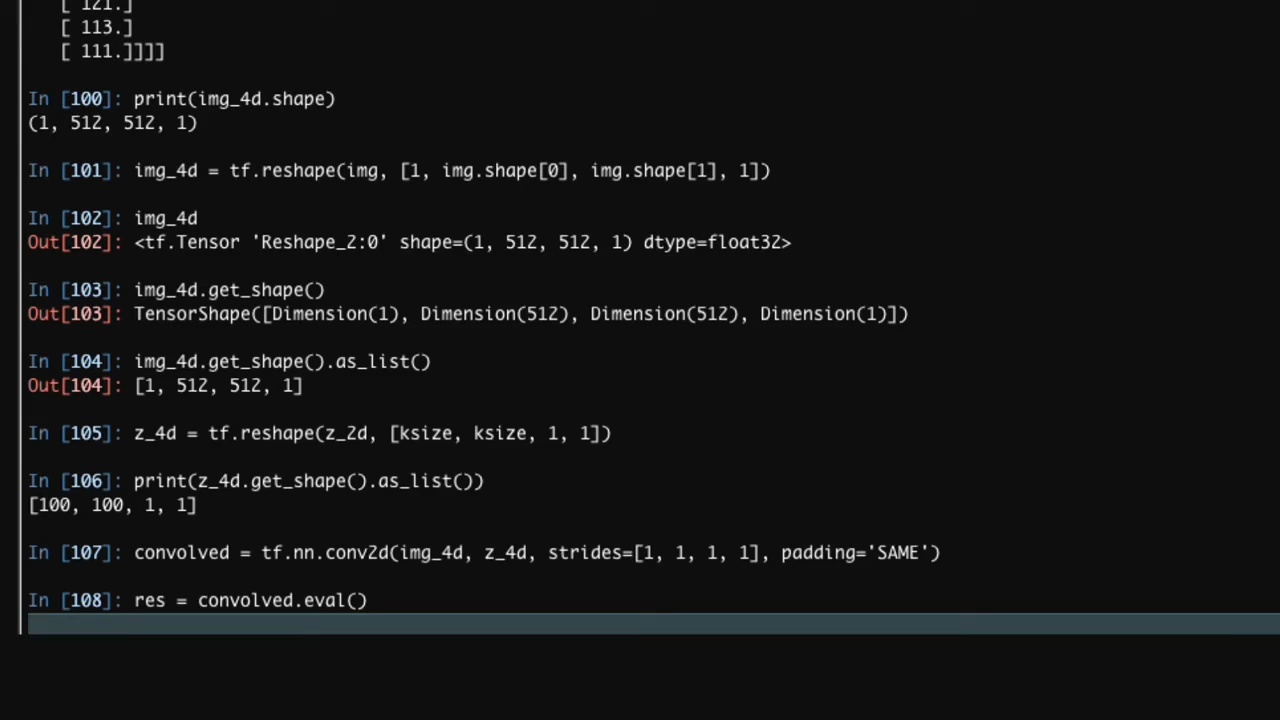 [ 121.]
[ 113.]
[ 111.]]]]
In [100]: print(img_4d.shape)
(1, 512, 512, 1)
In [101]: img_4d = tf.reshape(img, [1, img.shape[0], img.shape[1], 1])
In [102]: img_4d
Out[102]: <tf.Tensor 'Reshape_2:0' shape=(1, 512, 512, 1) dtype=float32>
In [103]: img_4d.get_shape()
Out[103]: TensorShape([Dimension(1), Dimension(512), Dimension(512), Dimension(1)])
In [104]: img_4d.get_shape().as_list()
Out[104]: [1, 512, 512, 1]
In [105]: z_4d = tf.reshape(z_2d, [ksize, ksize, 1, 1])
In [106]: print(z_4d.get_shape().as_list())
[100, 100, 1, 1]
In [107]: convolved = tf.nn.conv2d(img_4d, z_4d, strides=[1, 1, 1, 1], padding='SAME')
In [108]: res = convolved.eval()